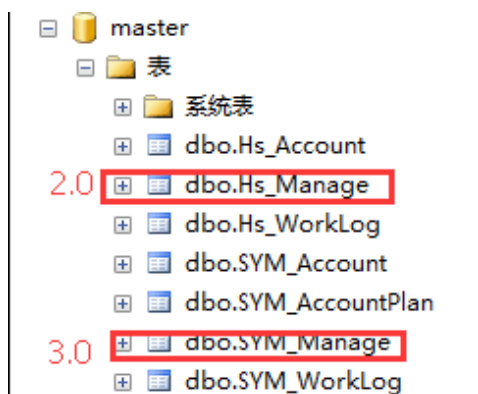 master
表
系统表
dbo.Hs_Account
2.0 dbo.Hs_Manage
dbo.Hs_WorkLog
dbo.SYM_Account
dbo.SYM_AccountPlan
3.0 dbo.SYM_Manage
dbo.SYM_WorkLog